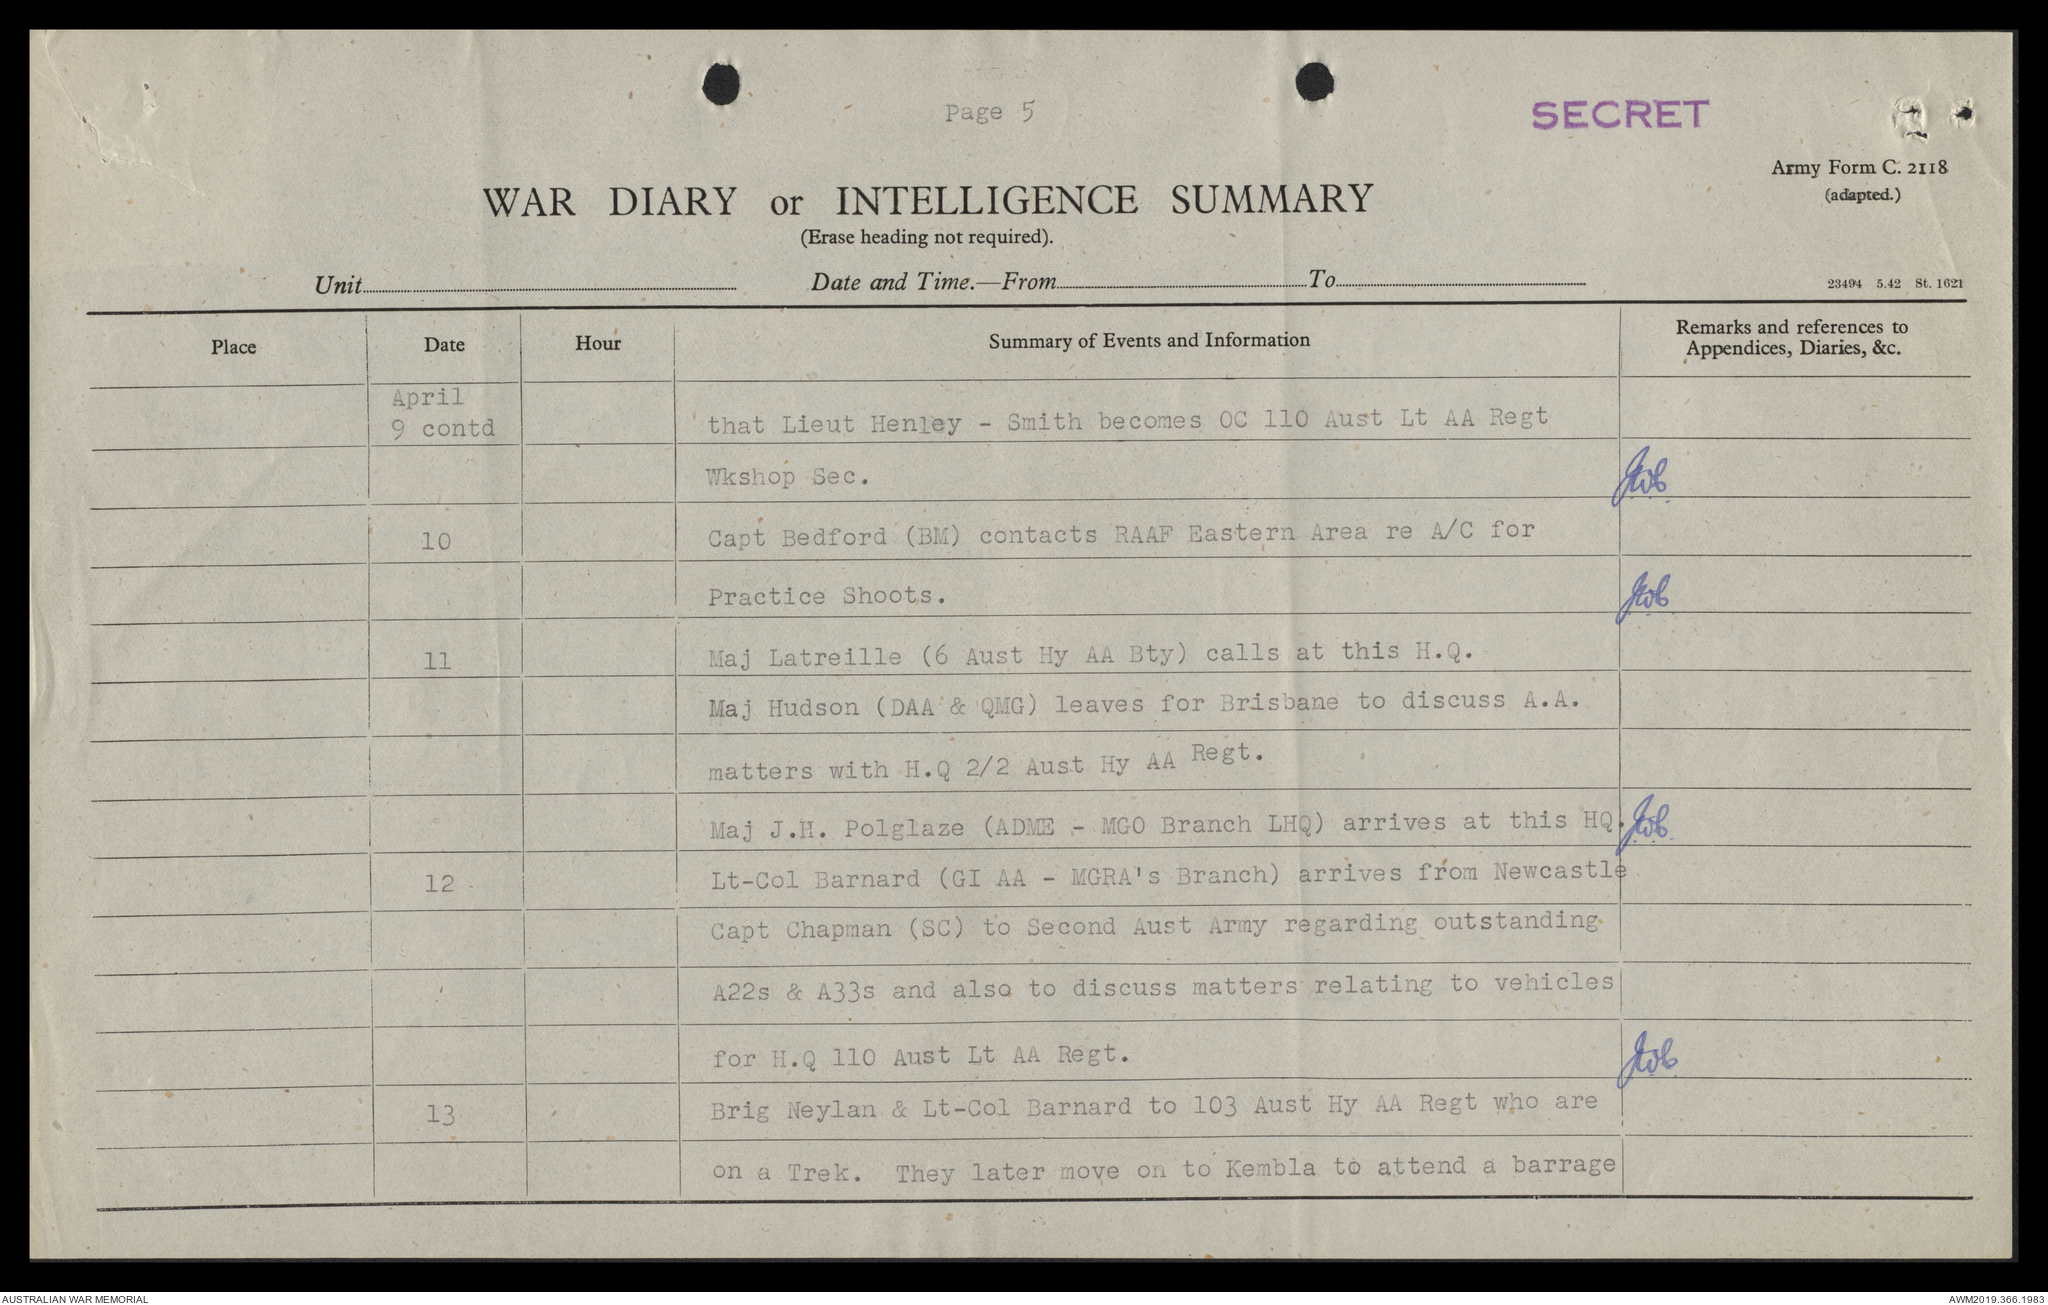 Page 5
SECRET
Army Form C. 2118
(adapted.)
WAR DIARY or INTELLIGENCE SUMMARY
(Erase heading not required).
Unit
Date and Time.—From
To
23494 5.42 St. 1621
Place
Date
Hour
Summary of Events and Information
Remarks and references to
Appendices, Diaries, &c.
April
9 contd
that Lieut Henley - Smith becomes OC 110 Aust Lt AA Regt
Wkshop Sec.
10
Capt Bedford (BM) contacts RAAF Eastern Area re A/C for
Practice Shoots.
11
Maj Latreille (6 Aust Hy AA Bty) calls at this H.Q.
Maj Hudson (DAA & QMG) leaves for Brisbane to discuss A.A.
matters with H.Q 2/2 Aust Hy AA Regt.
Maj J.H. Polglaze (ADME - MGO Branch LHQ) arrives at this HQ.
12
Lt-Col Barnard (GI AA - MGRA's Branch) arrives from Newcastle
Capt Chapman (SC) to Second Aust Army regarding outstanding
A22s & A33s and also to discuss matters relating to vehicles
for H.Q 110 Aust Lt AA Regt.
13
Brig Neylan & Lt-Col Barnard to 103 Aust Hy AA Regt who are
on a Trek. They later move on to Kembla to attend a barrage
AUSTRALIAN WAR MEMORIAL
AWM2019.366.1983